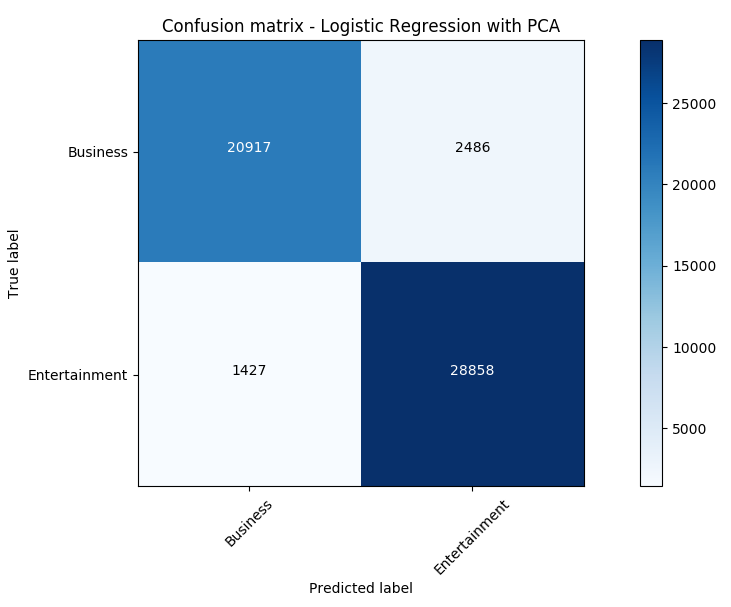 Confusion matrix - Logistic Regression with PCA
True label
Business
20917
2486
Entertainment
1427
28858
Business
Entertainment
Predicted label
25000
20000
15000
10000
5000